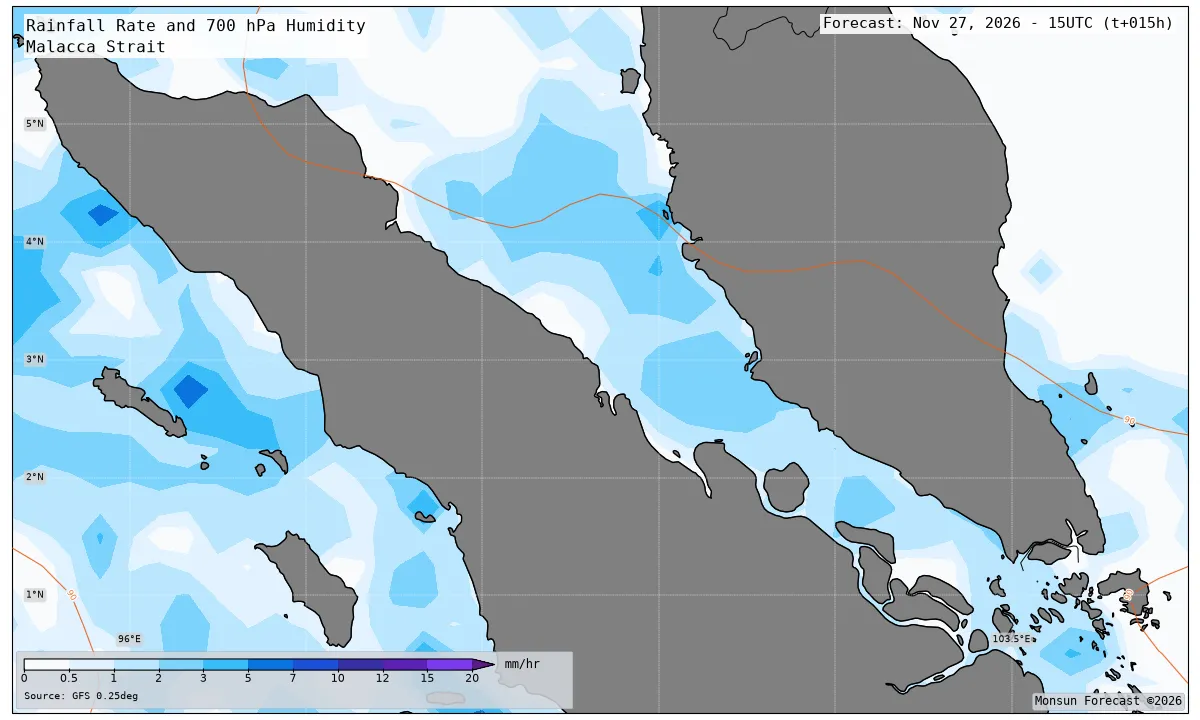 Rainfall Rate and 700 hPa Humidity
Malacca Strait
Forecast: Nov 27, 2026 - 15UTC (t+015h)
5°N
4°N
3°N
90
2°N
1°N
90
90
96°E
103.5°E
0 0.5 1 2 3 5 7 10 12 15 20
mm/hr
Source: GFS 0.25deg
Monsun Forecast ©2026